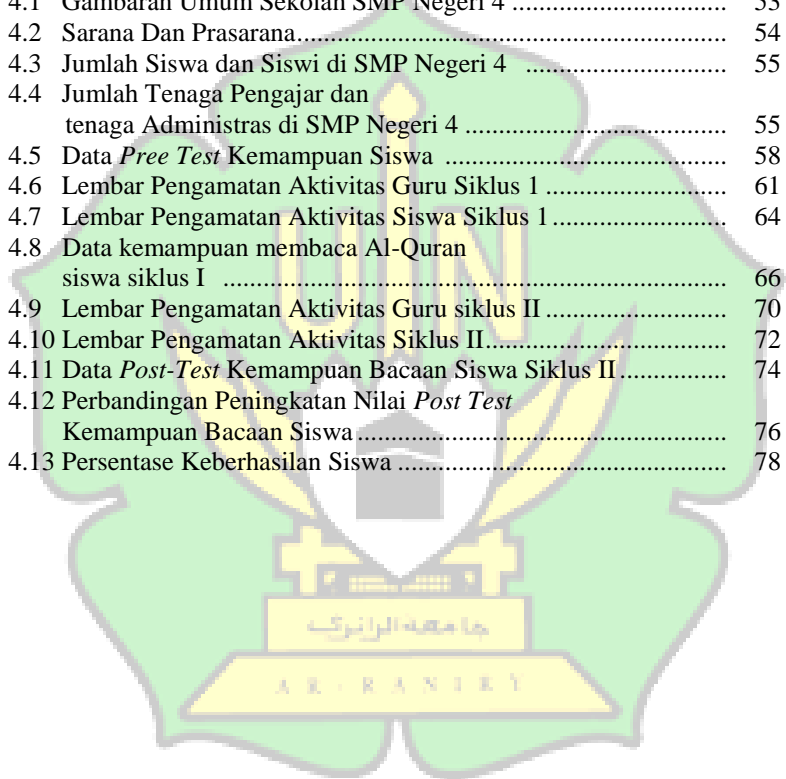 4.1 Gambaran Umum Sekolah SMP Negeri 4 ................................ 53
4.2 Sarana Dan Prasarana.................................................................... 54
4.3 Jumlah Siswa dan Siswi di SMP Negeri 4 ................................ 55
4.4 Jumlah Tenaga Pengajar dan
tenaga Administras di SMP Negeri 4 ......................................... 55
4.5 Data Pree Test Kemampuan Siswa ............................................. 58
4.6 Lembar Pengamatan Aktivitas Guru Siklus 1 ............................ 61
4.7 Lembar Pengamatan Aktivitas Siswa Siklus 1 ........................... 64
4.8 Data kemampuan membaca Al-Quran
siswa siklus I ................................................................................ 66
4.9 Lembar Pengamatan Aktivitas Guru siklus II ............................ 70
4.10 Lembar Pengamatan Aktivitas Siklus II...................................... 72
4.11 Data Post-Test Kemampuan Bacaan Siswa Siklus II ................. 74
4.12 Perbandingan Peningkatan Nilai Post Test
Kemampuan Bacaan Siswa .......................................................... 76
4.13 Persentase Keberhasilan Siswa .................................................... 78
UIN
جامعة الرانري
AR-RANIRY